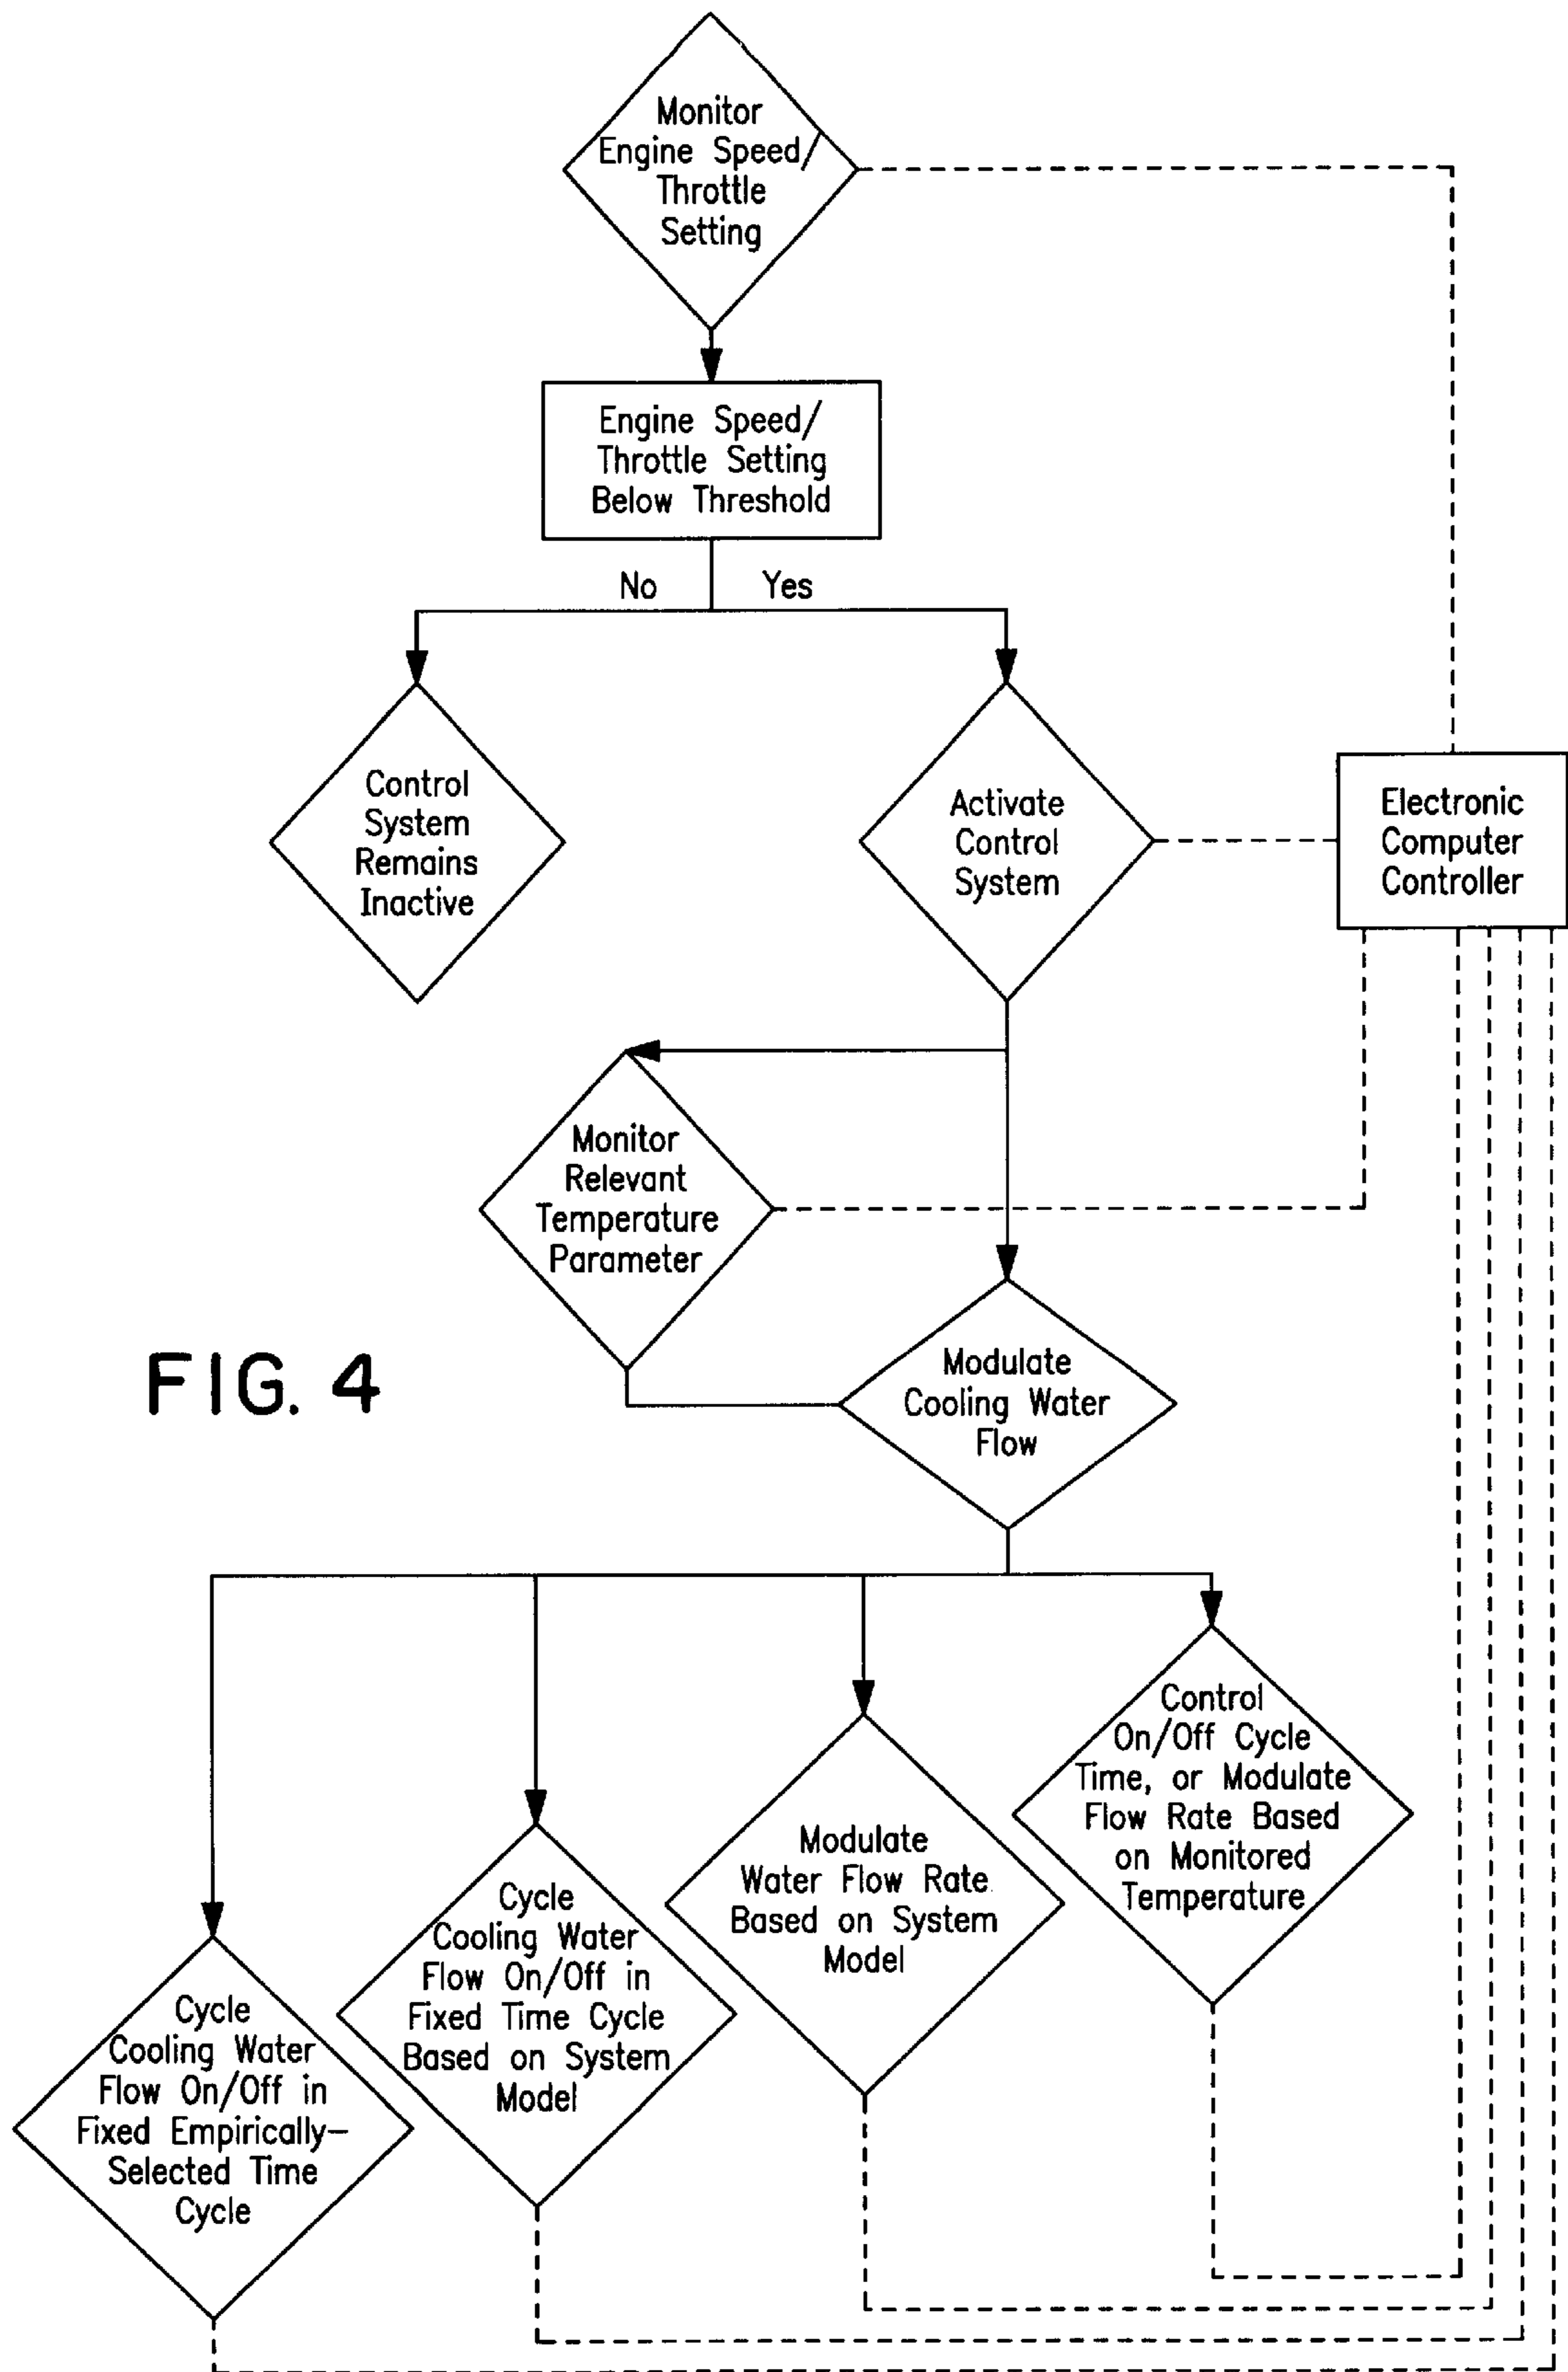 Monitor
Engine Speed/
Throttle
Setting
Engine Speed/
Throttle Setting
Below Threshold
No
Yes
Control
System
Remains
Inactive
Activate
Control
System
Electronic
Computer
Controller
Monitor
Relevant
Temperature
Parameter
FIG. 4
Modulate
Cooling Water
Flow
Cycle
Cooling Water
Flow On/Off in
Fixed Empirically-
Selected Time
Cycle
Cycle
Cooling Water
Flow On/Off in
Fixed Time Cycle
Based on System
Model
Modulate
Water Flow Rate
Based on System
Model
Control
On/Off Cycle
Time, or Modulate
Flow Rate Based
on Monitored
Temperature